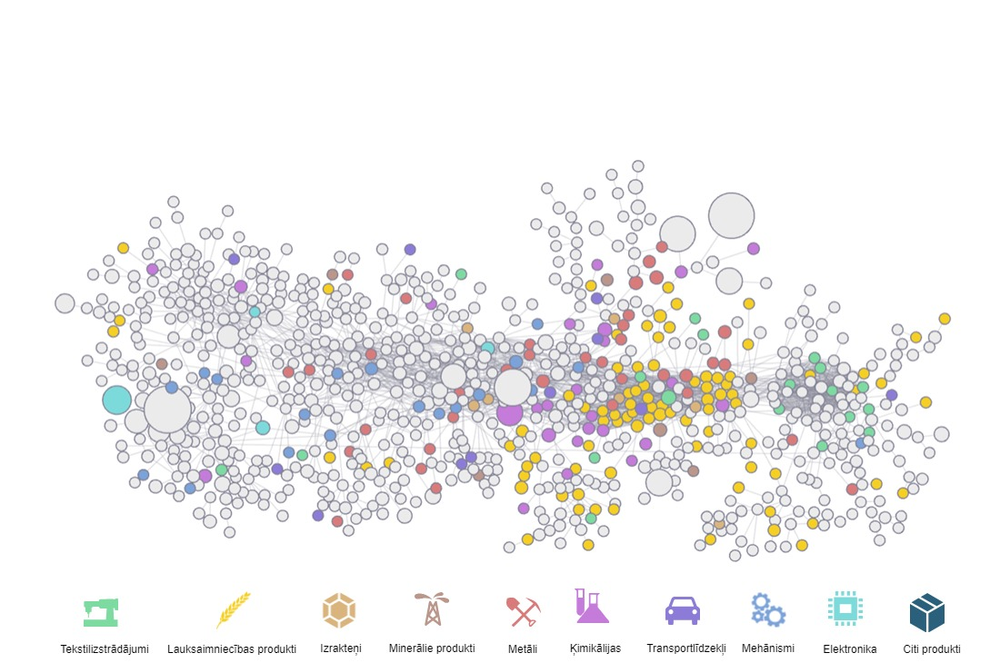 Tekstilizstrādājumi
Lauksaimniecības produkti
Izrakteņi
Minerālie produkti
Metāli
Ķimikālijas
Transportlīdzekļi
Mehānismi
Elektronika
Citi produkti